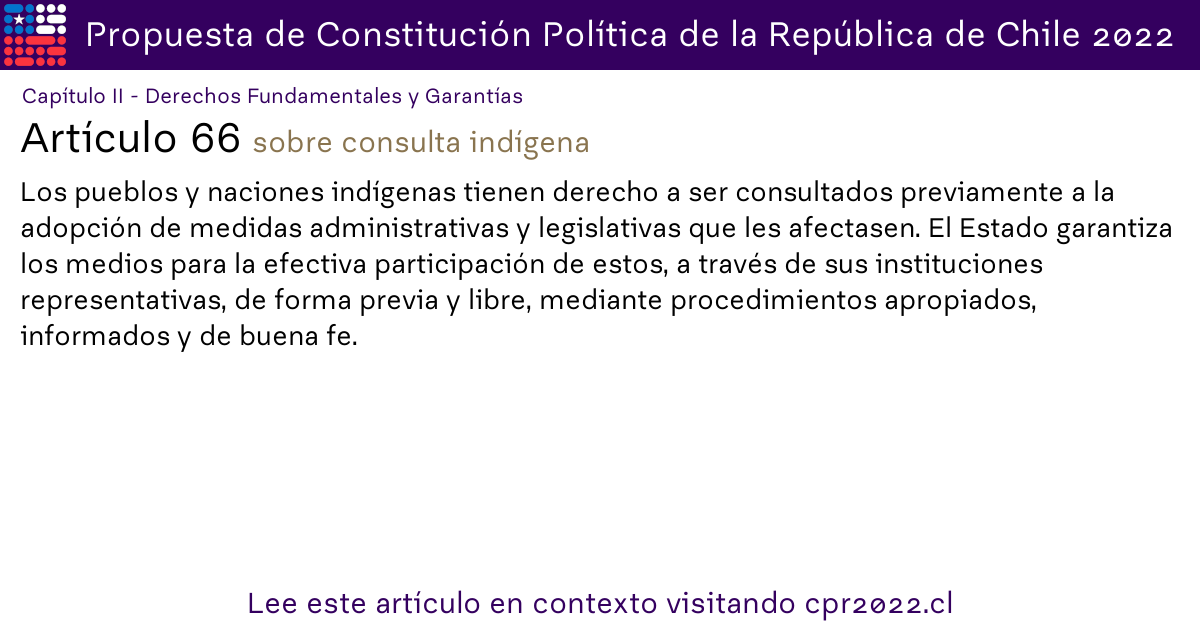 Propuesta de Constitución Política de la República de Chile 2022
Capítulo II - Derechos Fundamentales y Garantías
Artículo 66 sobre consulta indígena
Los pueblos y naciones indígenas tienen derecho a ser consultados previamente a la
adopción de medidas administrativas y legislativas que les afectasen. El Estado garantiza
los medios para la efectiva participación de estos, a través de sus instituciones
representativas, de forma previa y libre, mediante procedimientos apropiados,
informados y de buena fe.
Lee este artículo en contexto visitando cpr2022.cl